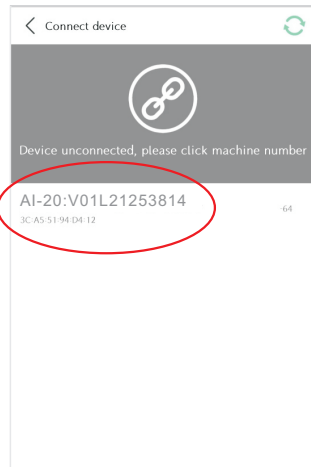 Connect device
Device unconnected, please click machine number
AI-20:V01L21253814
-64
3C:A5:51:94:D4:12